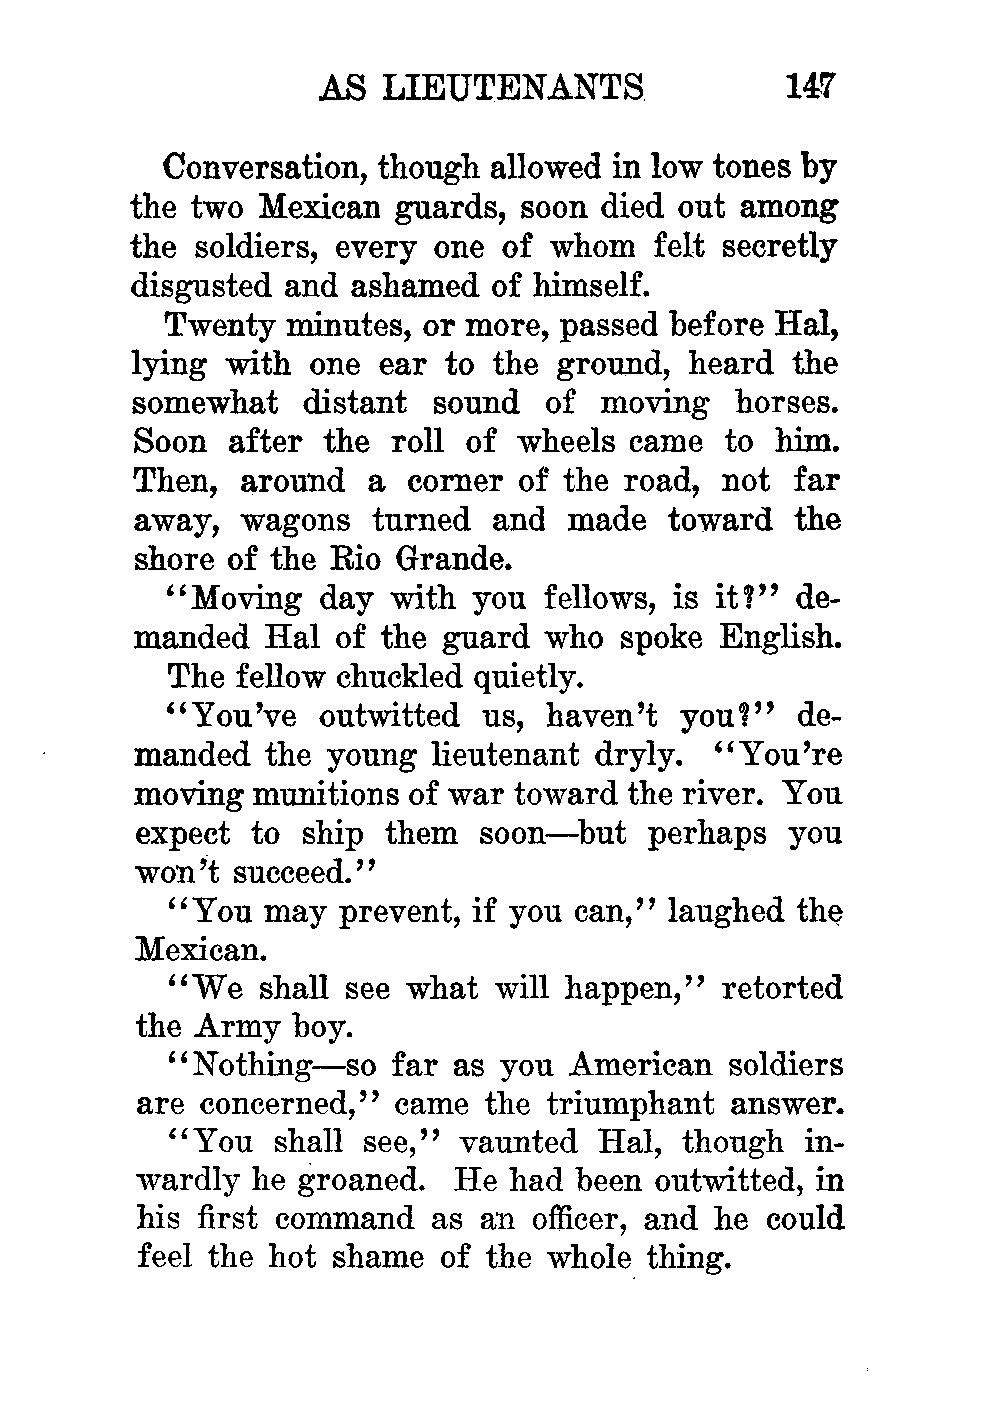 AS LIEUTENANTS 147
Conversation, though allowed in low tones by
the two Mexican guards, soon died out among
the soldiers, every one of whom felt secretly
disgusted and ashamed of himself.
Twenty minutes, or more, passed before Hal,
lying with one ear to the ground, heard the
somewhat distant sound of moving horses.
Soon after the roll of wheels came to him.
Then, around a corner of the road, not far
away, wagons turned and made toward the
shore of the Rio Grande.
"Moving day with you fellows, is it?" de-
manded Hal of the guard who spoke English.
The fellow chuckled quietly.
"You've outwitted us, haven't you?" de-
manded the young lieutenant dryly. "You're
moving munitions of war toward the river. You
expect to ship them soon—but perhaps you
won't succeed."
"You may prevent, if you can," laughed the
Mexican.
"We shall see what will happen," retorted
the Army boy.
"Nothing—so far as you American soldiers
are concerned," came the triumphant answer.
"You shall see," vaunted Hal, though in-
wardly he groaned. He had been outwitted, in
his first command as an officer, and he could
feel the hot shame of the whole thing.